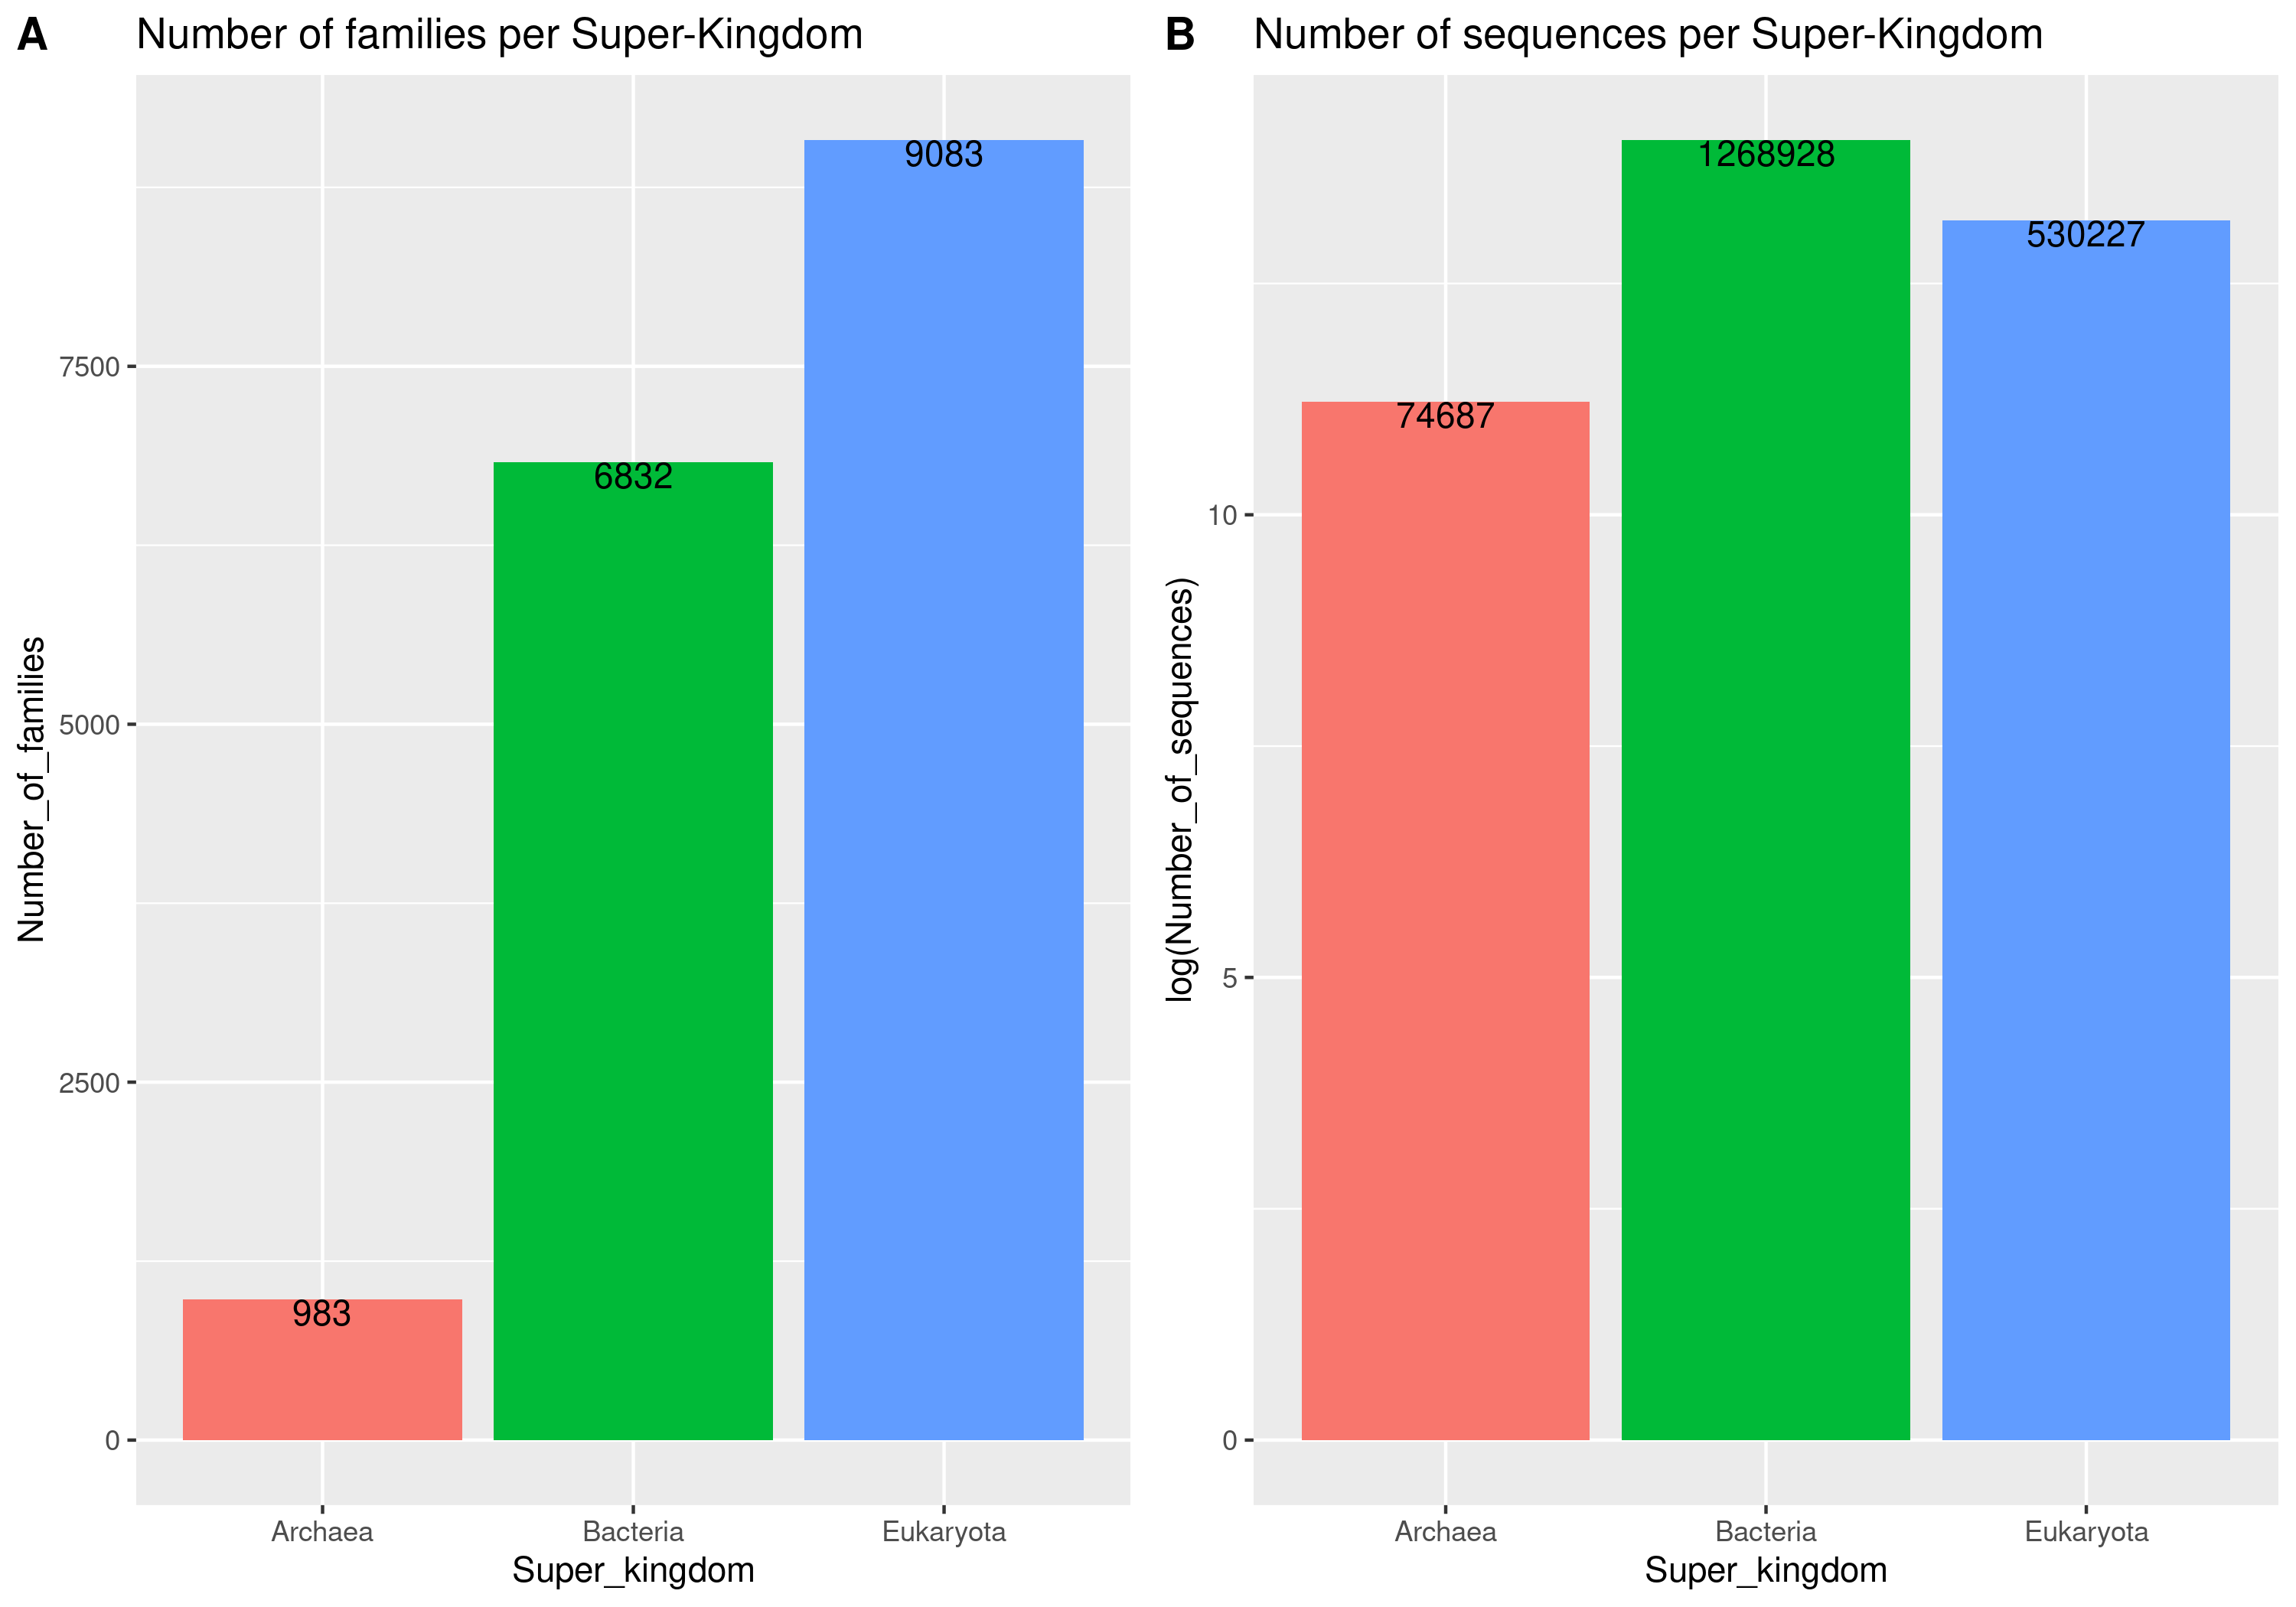 A
Number of families per Super-Kingdom
Number_of_families
7500
5000
2500
0
983
6832
9083
Archaea
Bacteria
Eukaryota
Super_kingdom
B
Number of sequences per Super-Kingdom
log(Number_of_sequences)
10
5
0
74687
1268928
530227
Archaea
Bacteria
Eukaryota
Super_kingdom